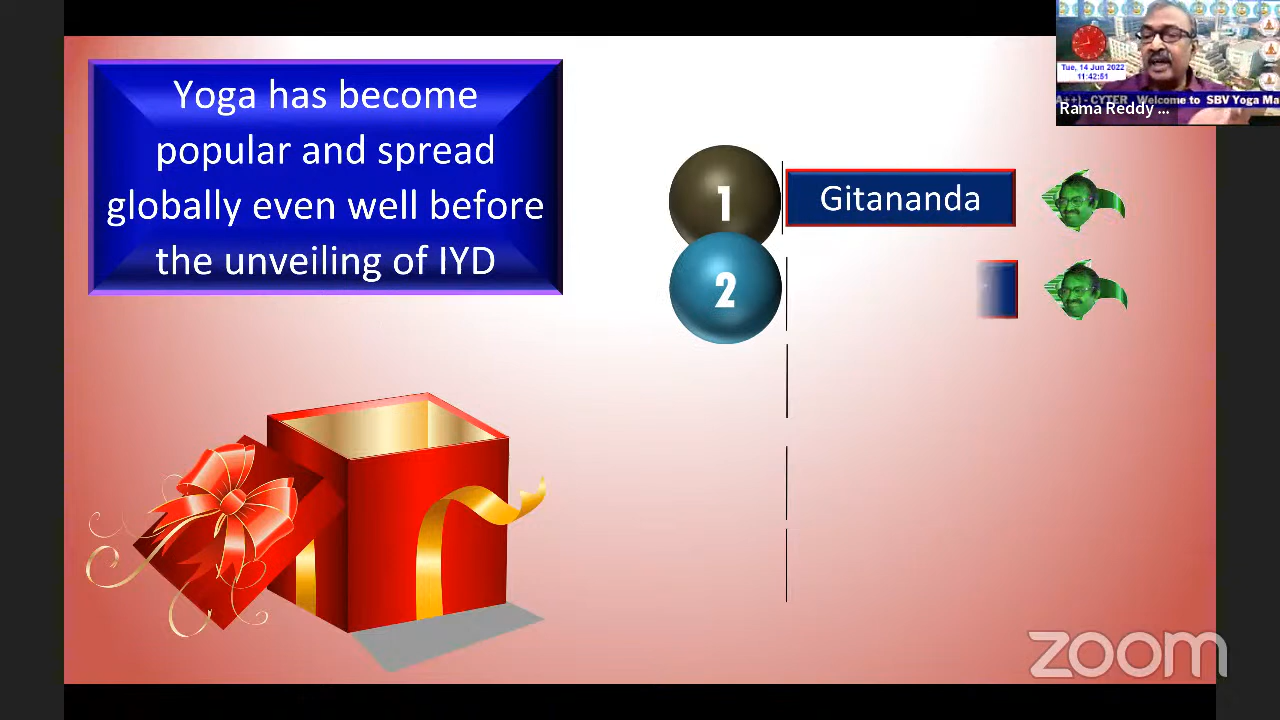 Yoga has become
popular and spread
globally even well before
the unveiling of IYD
1
Gitananda
2
Tue, 14 Jun 2022
11:42:51
A++) - CYTER Welcome to SBV Yoga Ma
Rama Reddy ...
zoom